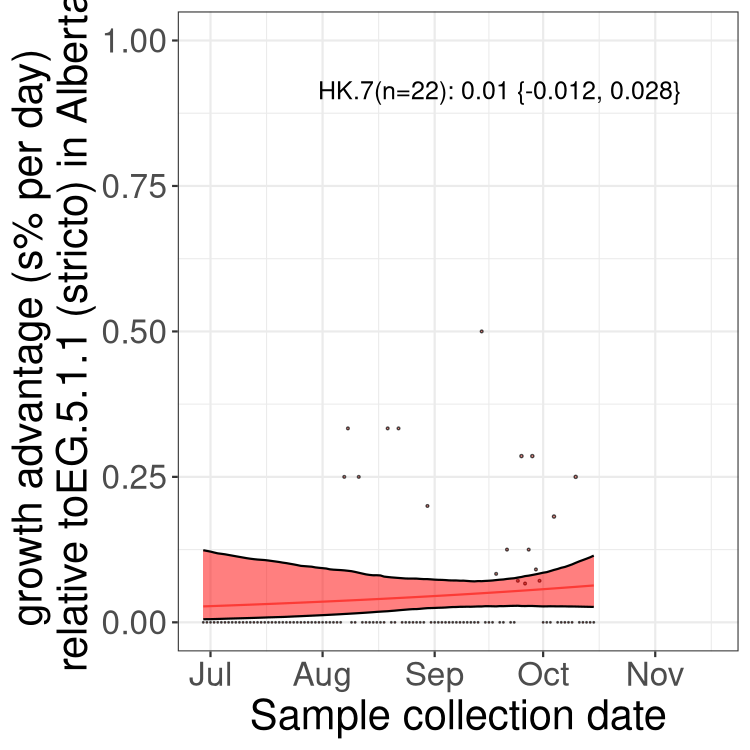 growth advantage (s% per day)
relative toEG.5.1.1 (stricto) in Alberta
1.00
0.75
0.50
0.25
0.00
HK.7(n=22): 0.01 {-0.012, 0.028}
Jul Aug Sep Oct Nov
Sample collection date